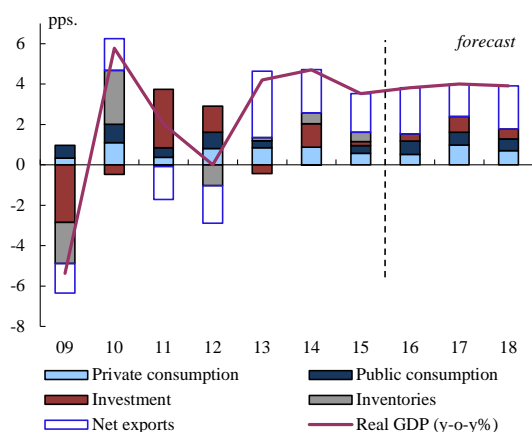 pps.
forecast
6
4
2
0
-2
-4
-6
-8
09 10 11 12 13 14 15 16 17 18
Private consumption Public consumption
Investment Inventories
Net exports Real GDP (y-o-y%)